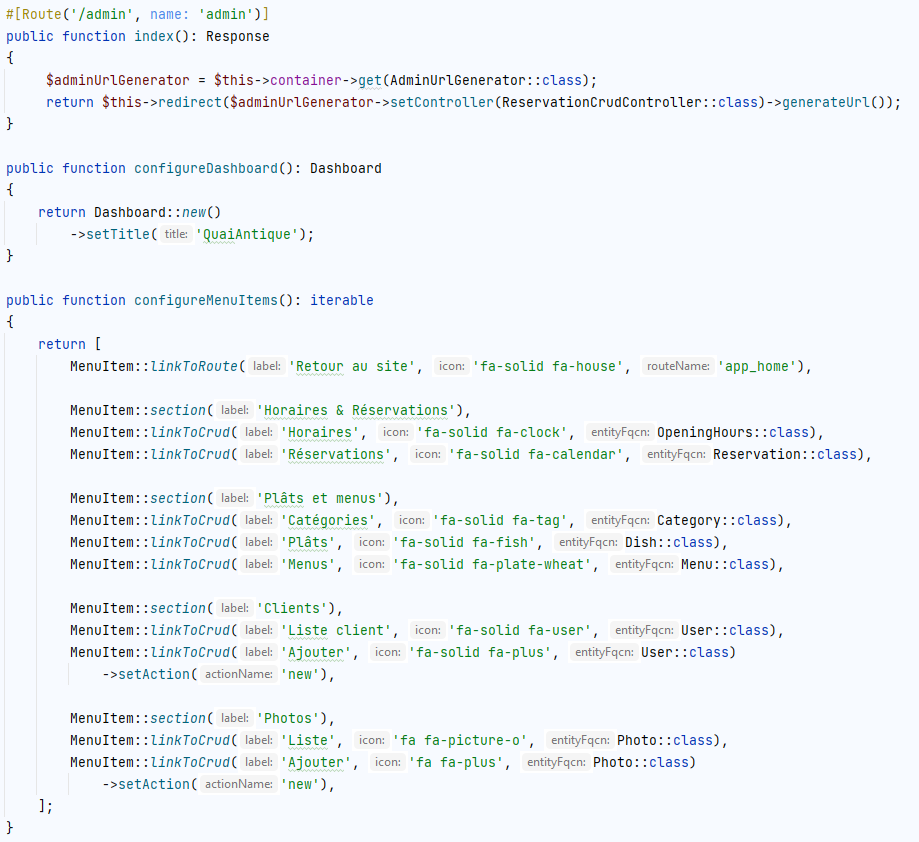 #[Route('/admin', name: 'admin')]
public function index(): Response
{
    $adminUrlGenerator = $this->container->get(AdminUrlGenerator::class);
    return $this->redirect($adminUrlGenerator->setController(ReservationCrudController::class)->generateUrl());
}

public function configureDashboard(): Dashboard
{
    return Dashboard::new()
        ->setTitle( title: 'QuaiAntique');
}

public function configureMenuItems(): iterable
{
    return [
        MenuItem::linkToRoute( label: 'Retour au site', icon: 'fa-solid fa-house', routeName: 'app_home'),

        MenuItem::section( label: 'Horaires & Réservations'),
        MenuItem::linkToCrud( label: 'Horaires', icon: 'fa-solid fa-clock', entityFqcn: OpeningHours::class),
        MenuItem::linkToCrud( label: 'Réservations', icon: 'fa-solid fa-calendar', entityFqcn: Reservation::class),

        MenuItem::section( label: 'Plâts et menus'),
        MenuItem::linkToCrud( label: 'Catégories', icon: 'fa-solid fa-tag', entityFqcn: Category::class),
        MenuItem::linkToCrud( label: 'Plâts', icon: 'fa-solid fa-fish', entityFqcn: Dish::class),
        MenuItem::linkToCrud( label: 'Menus', icon: 'fa-solid fa-plate-wheat', entityFqcn: Menu::class),

        MenuItem::section( label: 'Clients'),
        MenuItem::linkToCrud( label: 'Liste client', icon: 'fa-solid fa-user', entityFqcn: User::class),
        MenuItem::linkToCrud( label: 'Ajouter', icon: 'fa-solid fa-plus', entityFqcn: User::class)
            ->setAction( actionName: 'new'),

        MenuItem::section( label: 'Photos'),
        MenuItem::linkToCrud( label: 'Liste', icon: 'fa fa-picture-o', entityFqcn: Photo::class),
        MenuItem::linkToCrud( label: 'Ajouter', icon: 'fa fa-plus', entityFqcn: Photo::class)
            ->setAction( actionName: 'new'),
    ];
}